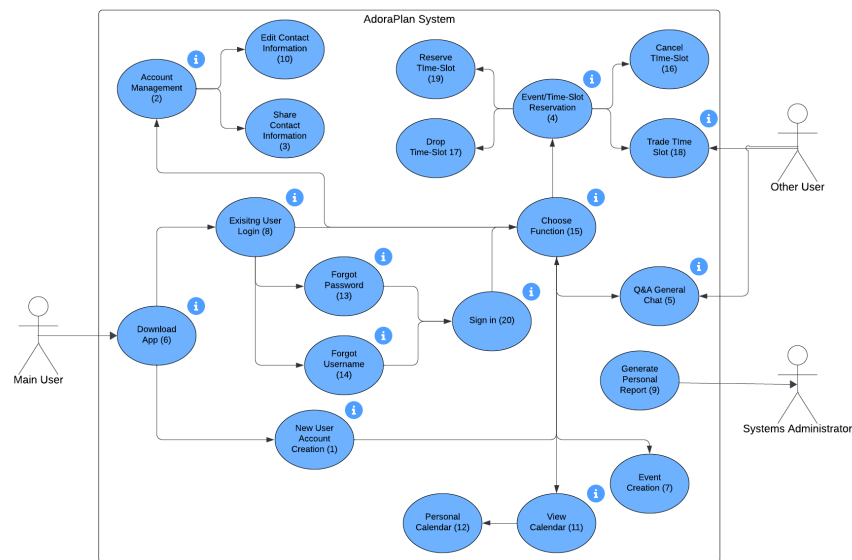 AdoraPlan System
Edit Contact
Information
(10)
Account
Management
(2)
Share
Contact
Information
(3)
Reserve
TIme-Slot
(19)
Event/Time-Slot
Reservation
(4)
Cancel
TIme-Slot
(16)
Drop
Time-Slot 17)
Trade TIme
Slot (18)
Other User
Exisitng User
Login (8)
Choose
Function (15)
Forgot
Password
(13)
Q&A General
Chat (5)
Download
App (6)
Sign in (20)
Main User
Forgot
Username
(14)
Generate
Personal
Report (9)
Systems Administrator
New User
Account
Creation (1)
Event
Creation (7)
Personal
Calendar (12)
View
Calendar (11)